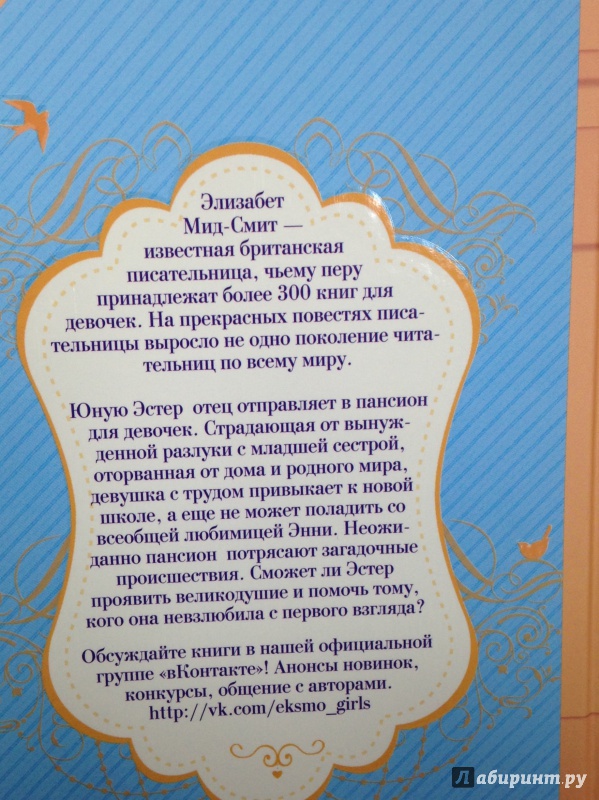 Элизабет
Мид-Смит —
известная британская
писательница, чьему перу
принадлежат более 300 книг для
девочек. На прекрасных повестях писа-
тельницы выросло не одно поколение чита-
тельниц по всему миру.
Юную Эстер отец отправляет в пансион
для девочек. Страдающая от вынуж-
денной разлуки с младшей сестрой,
оторванная от дома и родного мира,
девушка с трудом привыкает к новой
школе, а еще не может поладить со
всеобщей любимицей Энни. Неожи-
данно пансион потрясают загадочные
происшествия. Сможет ли Эстер
проявить великодушие и помочь тому,
кого она невзлюбила с первого взгляда?
Обсуждайте книги в нашей официальной
группе «вКонтакте»! Анонсы новинок,
конкурсы, общение с авторами.
http://vk.com/eksmo_girls
Лабиринт.ру